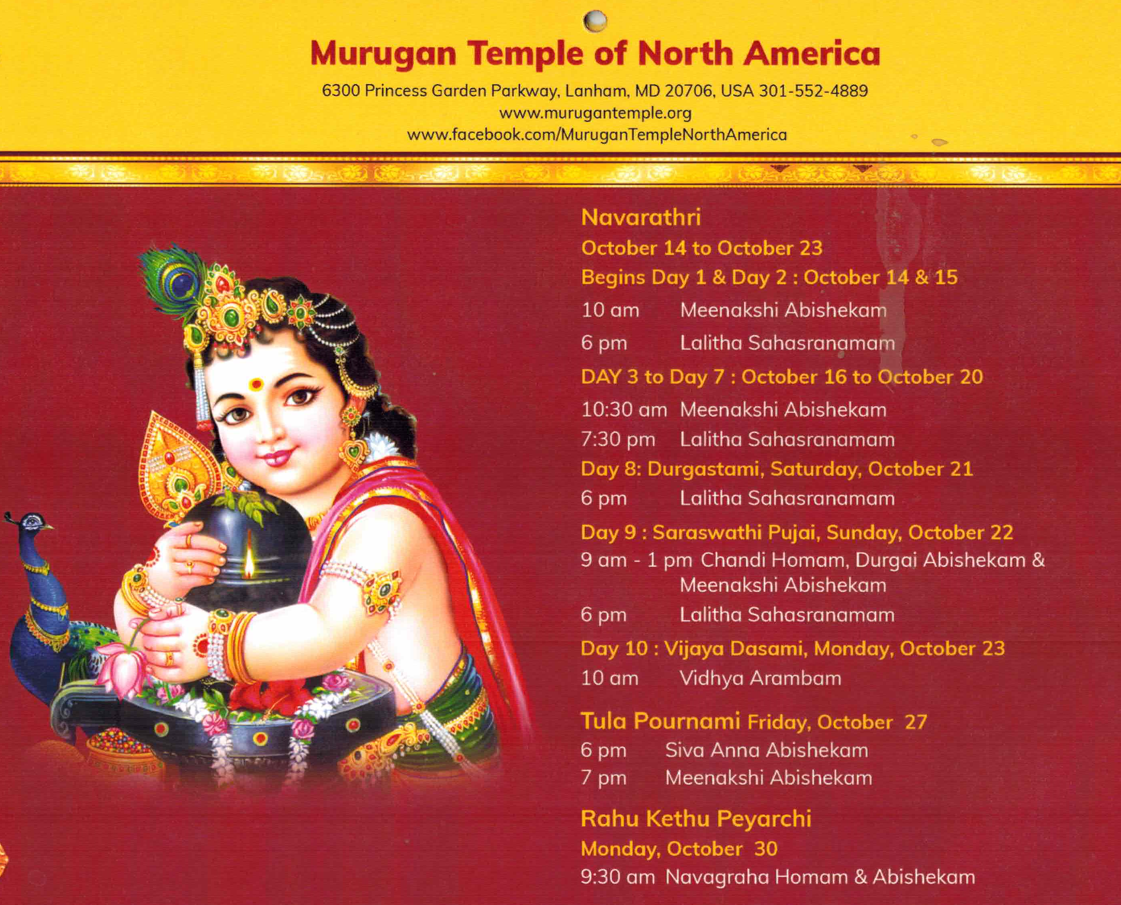 Murugan Temple of North America
6300 Princess Garden Parkway, Lanham, MD 20706, USA 301-552-4889
www.murugantemple.org
www.facebook.com/MuruganTempleNorthAmerica
Navarathri
October 14 to October 23
Begins Day 1 & Day 2 : October 14 & 15
10 am Meenakshi Abishekam
6 pm Lalitha Sahasranamam
DAY 3 to Day 7 : October 16 to October 20
10:30 am Meenakshi Abishekam
7:30 pm Lalitha Sahasranamam
Day 8: Durgastami, Saturday, October 21
6 pm Lalitha Sahasranamam
Day 9 : Saraswathi Pujai, Sunday, October 22
9 am - 1 pm Chandi Homam, Durgai Abishekam &
Meenakshi Abishekam
6 pm Lalitha Sahasranamam
Day 10 : Vijaya Dasami, Monday, October 23
10 am Vidhya Arambam
Tula Pournami Friday, October 27
6 pm Siva Anna Abishekam
7 pm Meenakshi Abishekam
Rahu Kethu Peyarchi
Monday, October 30
9:30 am Navagraha Homam & Abishekam